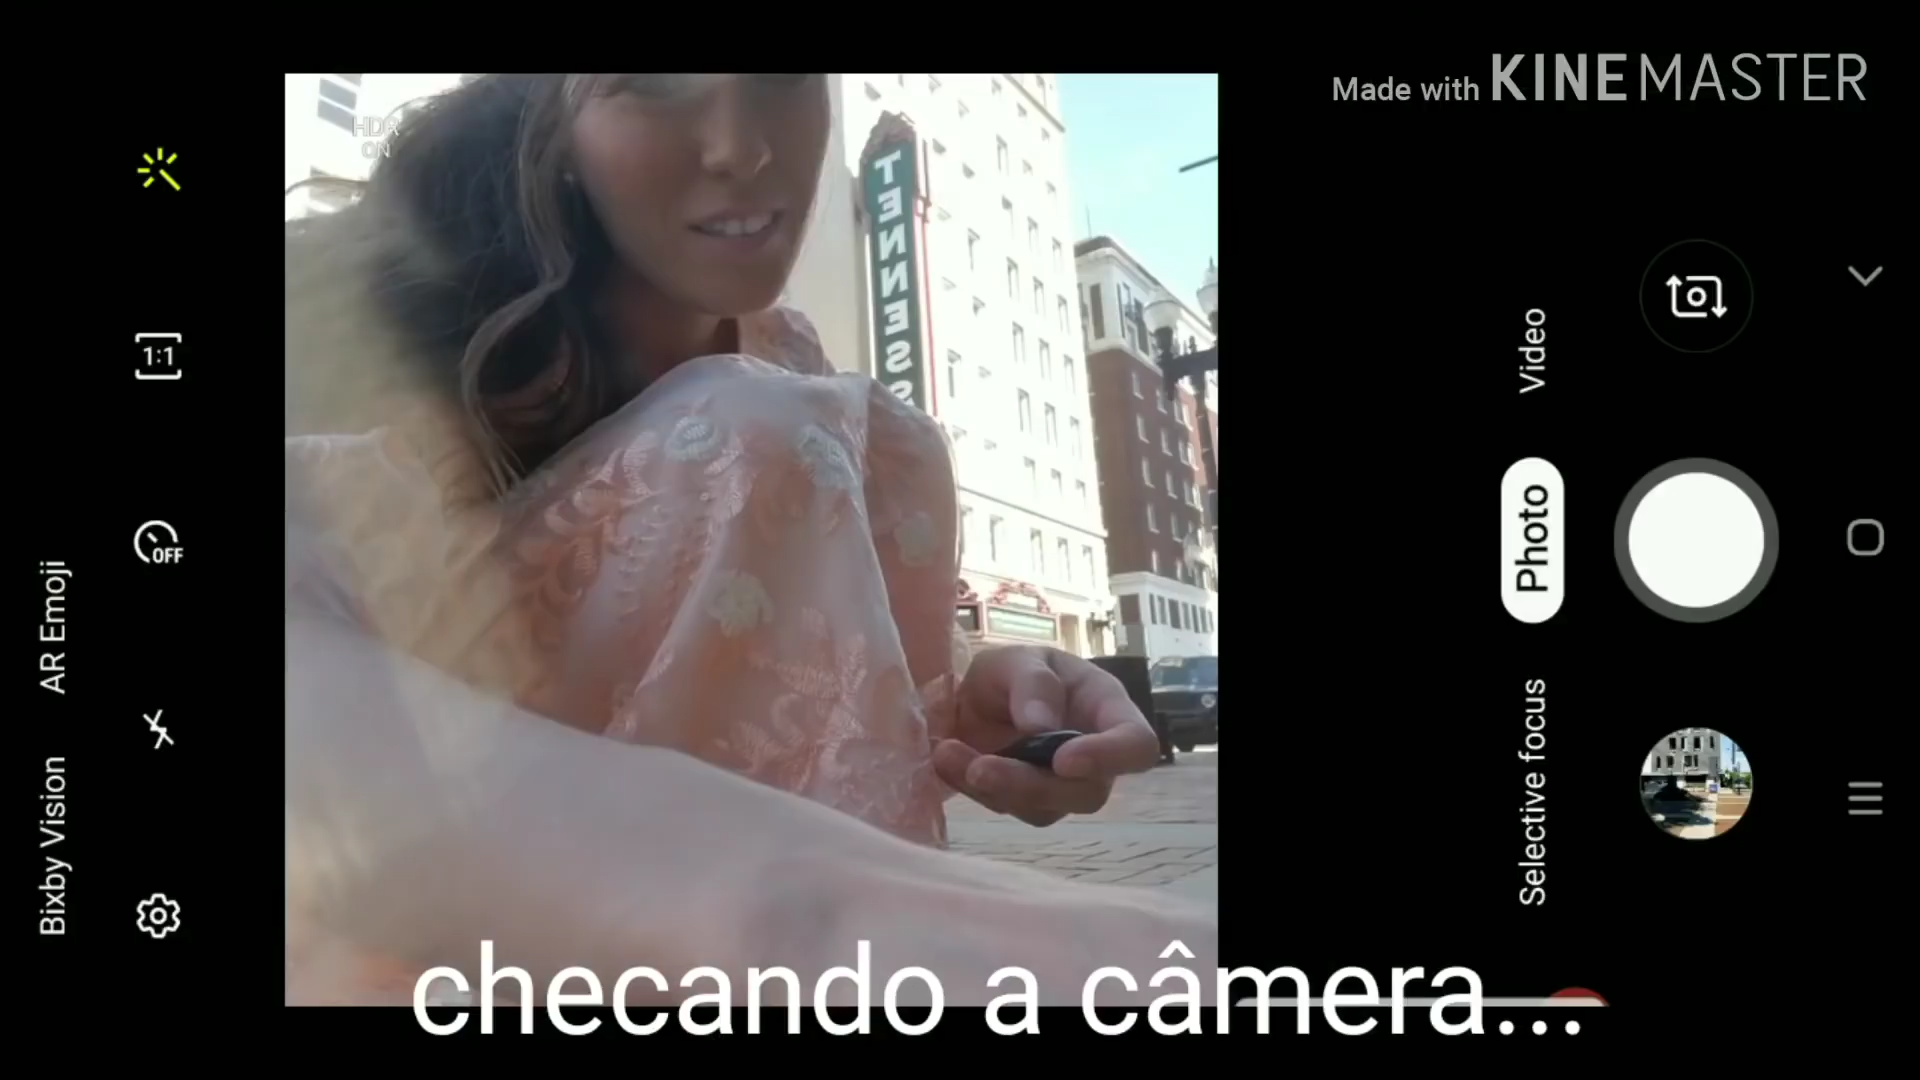 Made with KINEMASTER
HDR
ON
TENNESS
1:1
OFF
AR Emoji
Bixby Vision
Video
Photo
Selective focus
checando a câmera...